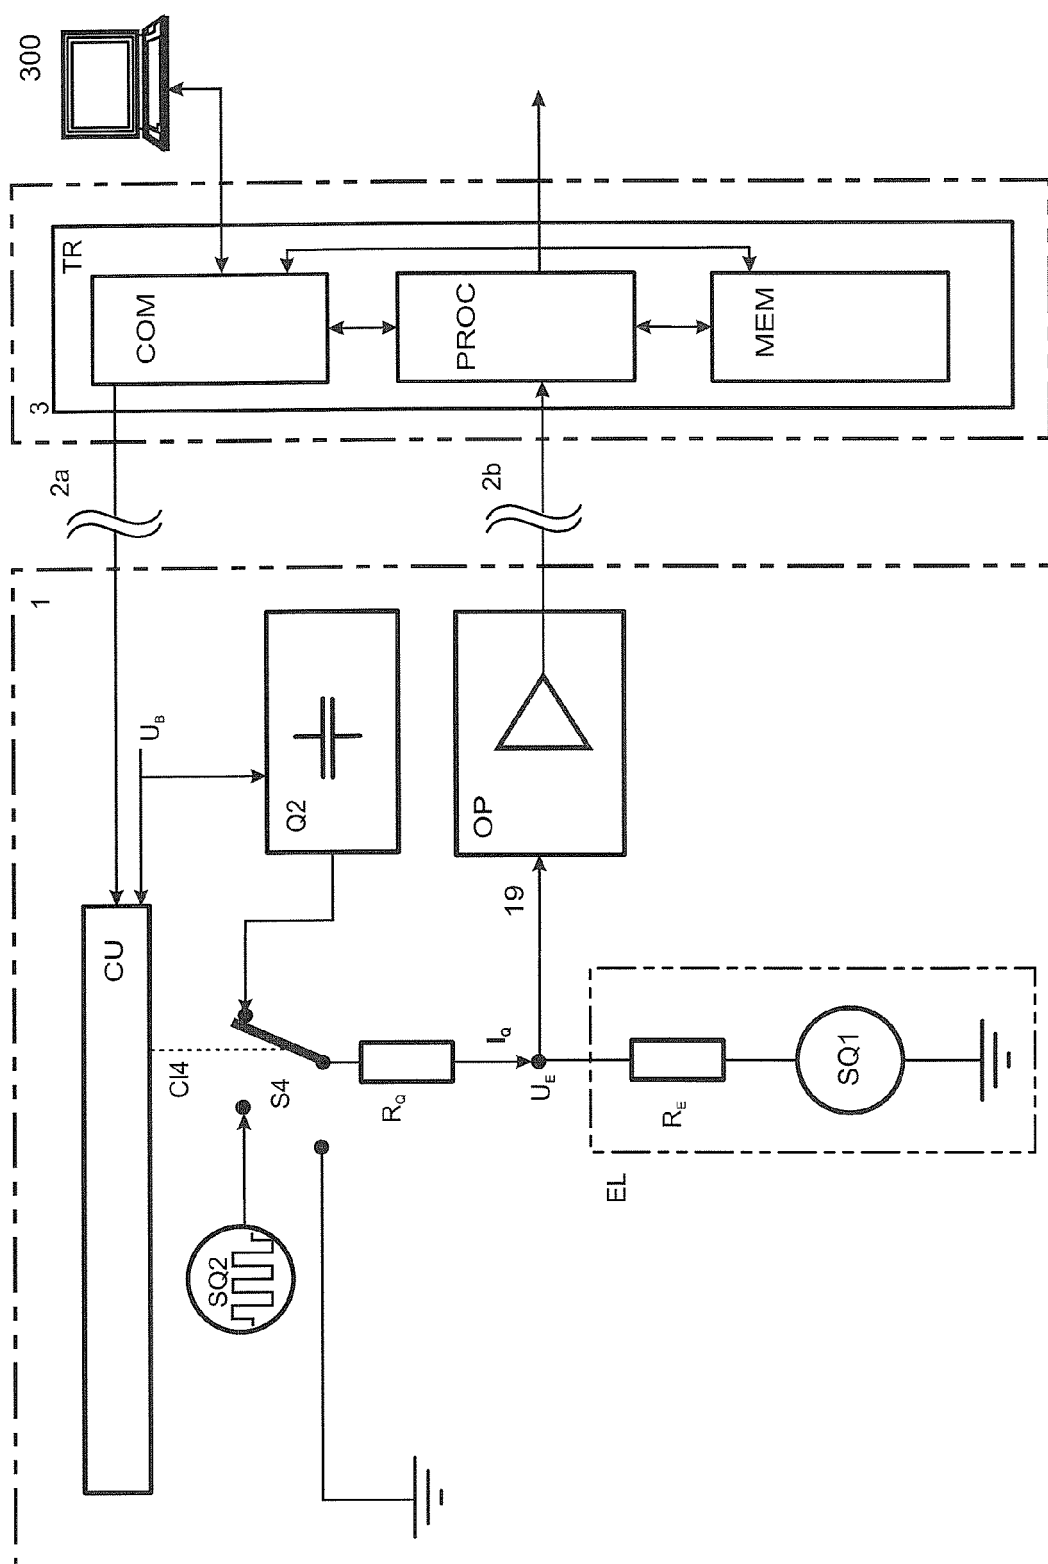 300
TR
COM
PROC
MEM
3
2a
2b
1
U_B
Q2
OP
CU
19
Cl4
S4
R_Q
I_Q
U_E
SQ2
EL
R_E
SQ1